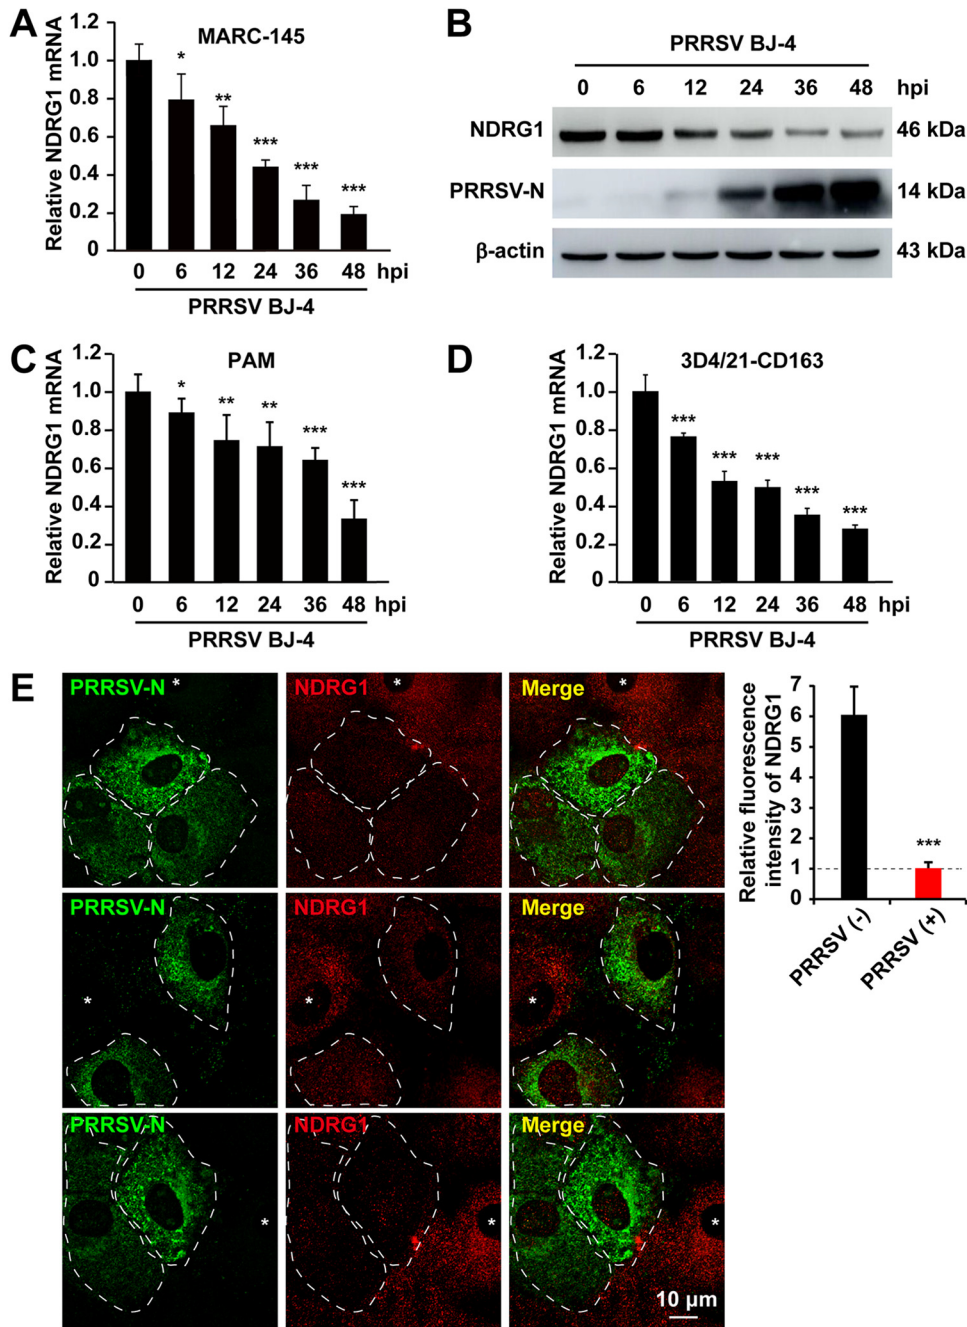 A
MARC-145
Relative NDRG1 mRNA
1.2
1.0
0.8
0.6
0.4
0.2
0
*
**
***
***
***
0 6 12 24 36 48 hpi
PRRSV BJ-4
B
PRRSV BJ-4
0 6 12 24 36 48 hpi
NDRG1 46 kDa
PRRSV-N 14 kDa
β-actin 43 kDa
C
PAM
Relative NDRG1 mRNA
1.2
1.0
0.8
0.6
0.4
0.2
0
*
**
**
***
***
0 6 12 24 36 48 hpi
PRRSV BJ-4
D
3D4/21-CD163
Relative NDRG1 mRNA
1.2
1.0
0.8
0.6
0.4
0.2
0
***
***
***
***
***
0 6 12 24 36 48 hpi
PRRSV BJ-4
E
PRRSV-N * NDRG1 * Merge *
PRRSV-N NDRG1 Merge
* * *
PRRSV-N NDRG1 Merge
* * *
10 μm
Relative fluorescence
intensity of NDRG1
7
6
5
4
3
2
1
0
***
PRRSV (-)
PRRSV (+)